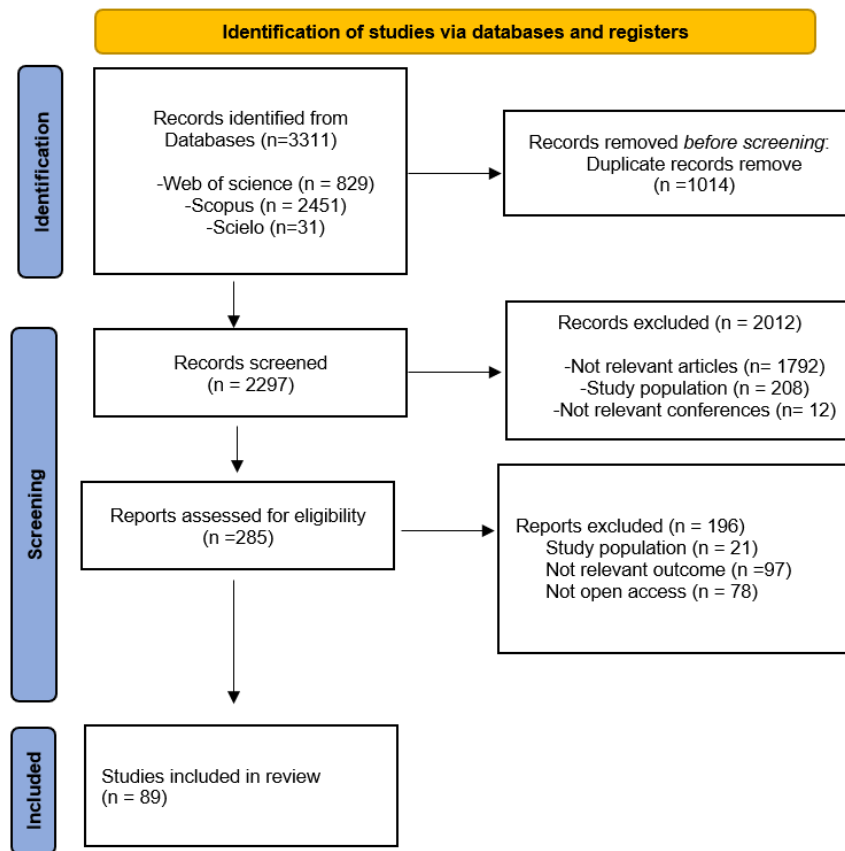 Identification of studies via databases and registers
Identification
Records identified from
Databases (n=3311)
-Web of science (n = 829)
-Scopus (n = 2451)
-Scielo (n=31)
Records removed before screening:
Duplicate records remove
(n =1014)
Screening
Records screened
(n = 2297)
Records excluded (n = 2012)
-Not relevant articles (n= 1792)
-Study population (n = 208)
-Not relevant conferences (n= 12)
Reports assessed for eligibility
(n =285)
Reports excluded (n = 196)
Study population (n = 21)
Not relevant outcome (n =97)
Not open access (n = 78)
Included
Studies included in review
(n = 89)